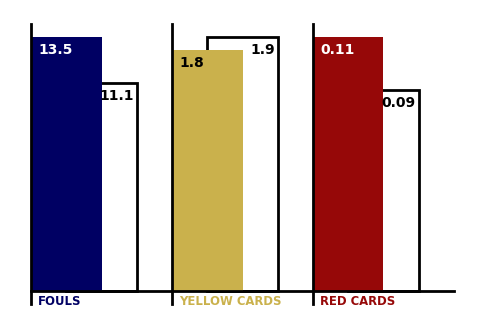 13.5
11.1
1.8
1.9
0.11
0.09
FOULS
YELLOW CARDS
RED CARDS